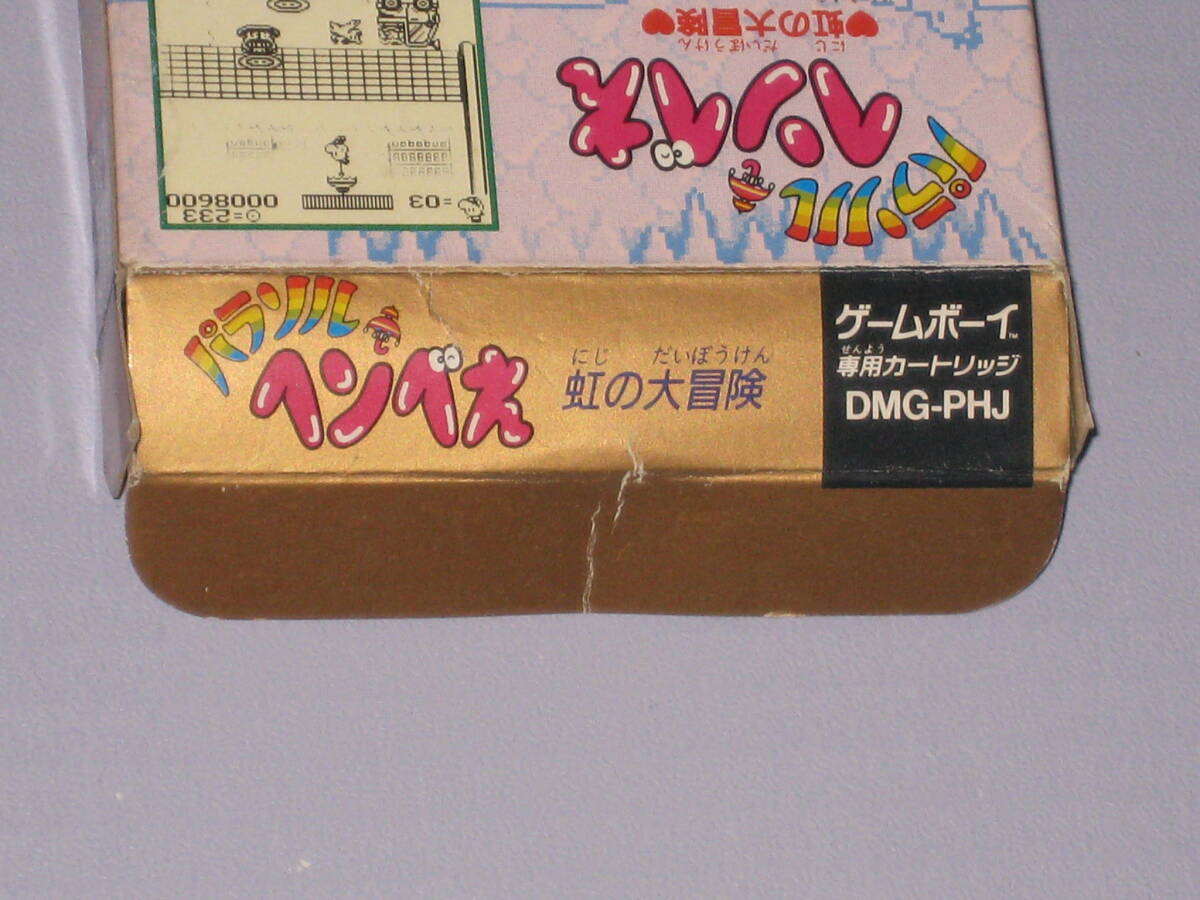 にじ だいぼうけん
♥虹の大冒険♥
パラソル
ヘンべえ
=03
○=233
0098000
パラソル
ヘンべえ
にじ だいぼうけん
虹の大冒険
ゲームボーイ™
せんよう
専用カートリッジ
DMG-PHJ